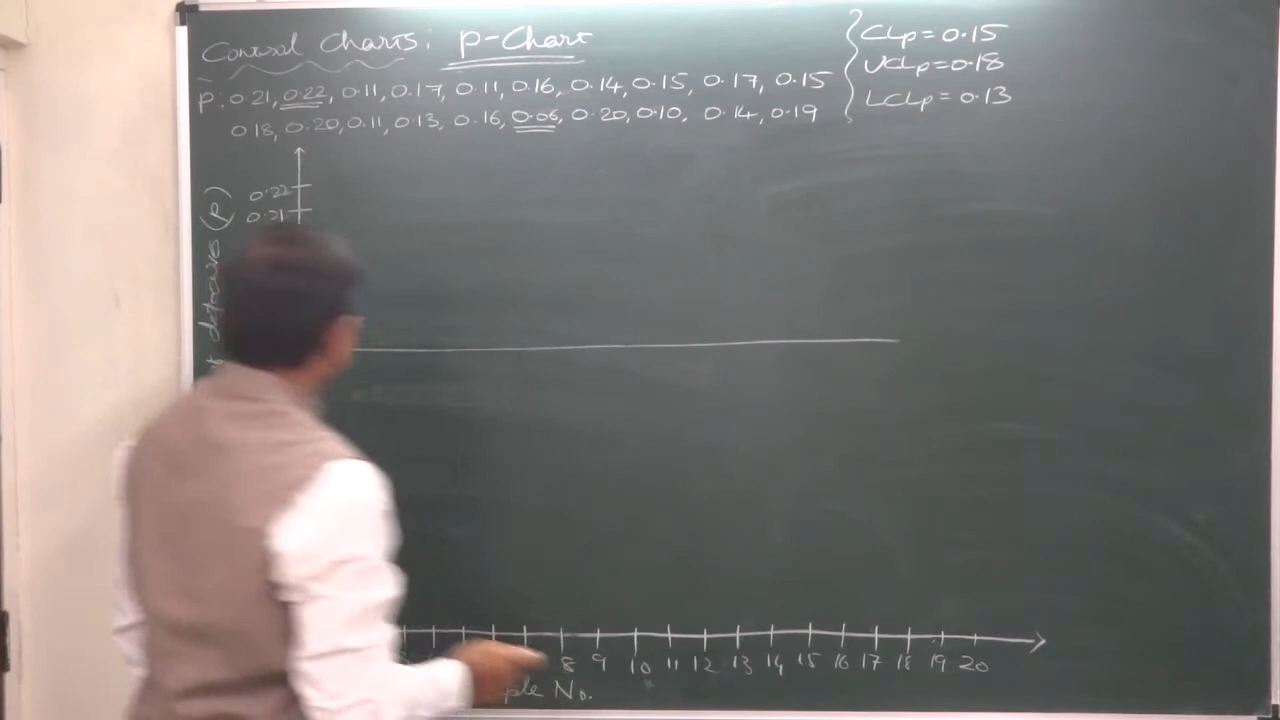 Control Charts: p-Chart
p: 0.21, 0.22, 0.11, 0.17, 0.11, 0.16, 0.14, 0.15, 0.17, 0.15
0.18, 0.20, 0.11, 0.13, 0.16, 0.06, 0.20, 0.10, 0.14, 0.19
CLp = 0.15
UCLp = 0.18
LCLp = 0.13
0.22
0.21
defectives (p)
8 9 10 11 12 13 14 15 16 17 18 19 20
No.